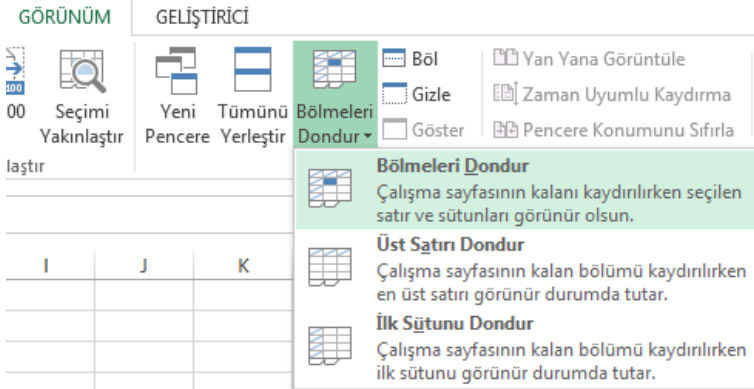 GÖRÜNÜM GELİŞTİRİCİ
100
00 Seçimi Yakınlaştır
Yeni Pencere
Tümünü Yerleştir
Bölmeleri Dondur
Böl
Gizle
Göster
Yan Yana Görüntüle
Zaman Uyumlu Kaydırma
Pencere Konumunu Sıfırla
laştır
Bölmeleri Dondur
Çalışma sayfasının kalanı kaydırılırken seçilen
satır ve sütunları görünür olsun.
Üst Satırı Dondur
Çalışma sayfasının kalan bölümü kaydırılırken
en üst satırı görünür durumda tutar.
İlk Sütunu Dondur
Çalışma sayfasının kalan bölümü kaydırılırken
ilk sütunu görünür durumda tutar.
I J K